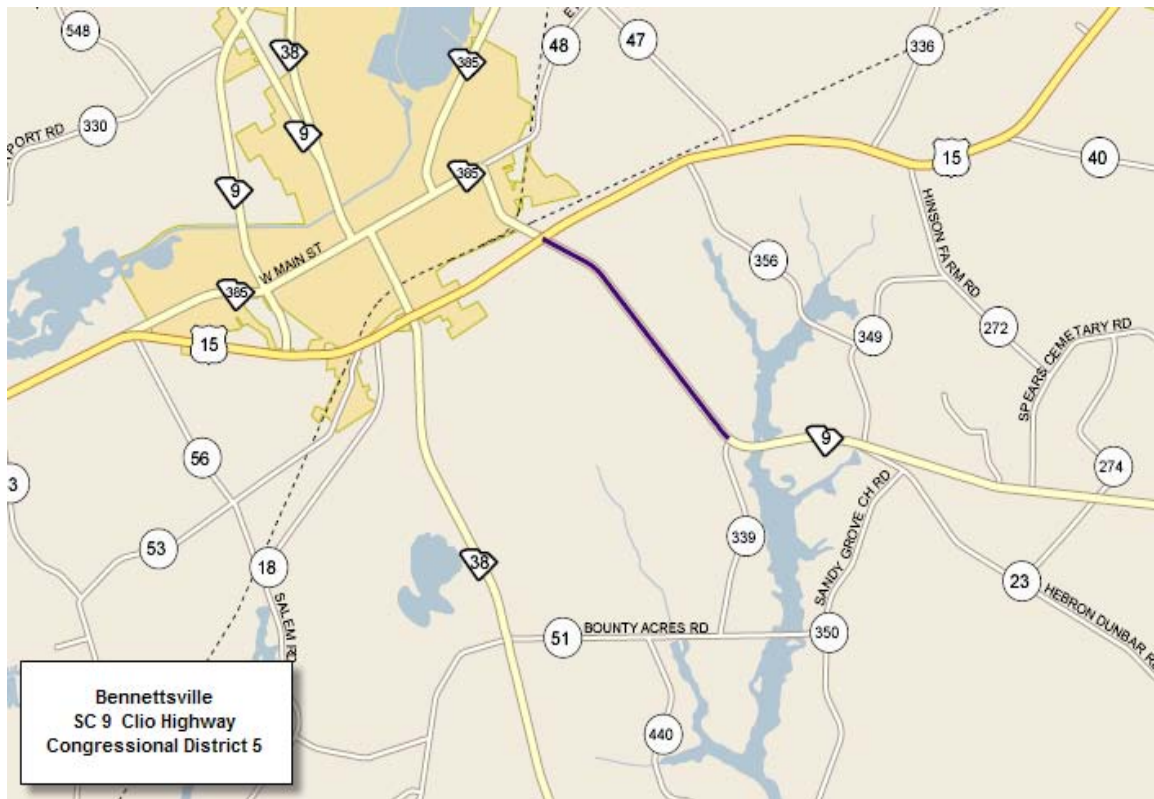 548
38
385
48
47
336
9
330
PORT RD
15
40
385
9
HINSON FARM RD
W MAIN ST
356
385
272
349
15
SPEARS CEMETARY RD
9
56
274
3
SANDY GROVE CH RD
53
339
18
38
23
HEBRON DUNBAR RD
SALEM RD
51
BOUNTY ACRES RD
350
440
Bennettsville
SC 9 Clio Highway
Congressional District 5